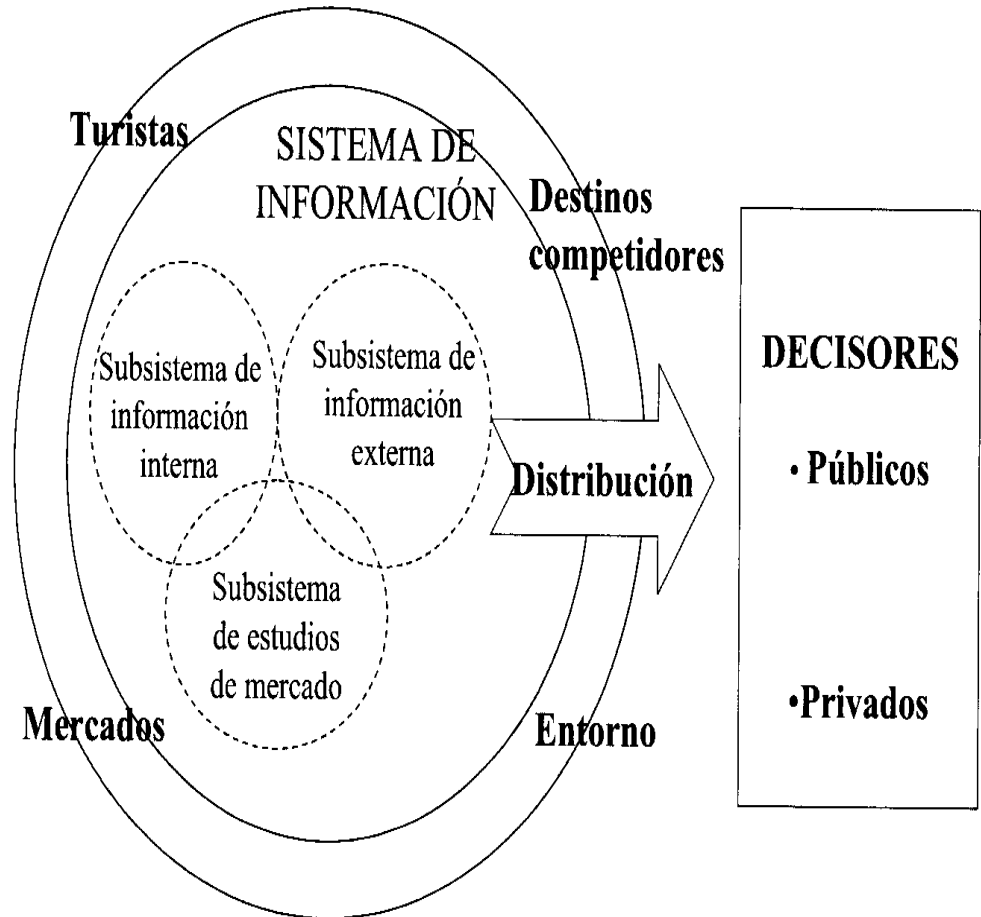 Turistas
SISTEMA DE
INFORMACIÓN
Destinos
competidores
Subsistema de
información
interna
Subsistema de
información
externa
Subsistema
de estudios
de mercado
Mercados
Entorno
Distribución
DECISORES
· Públicos
•Privados